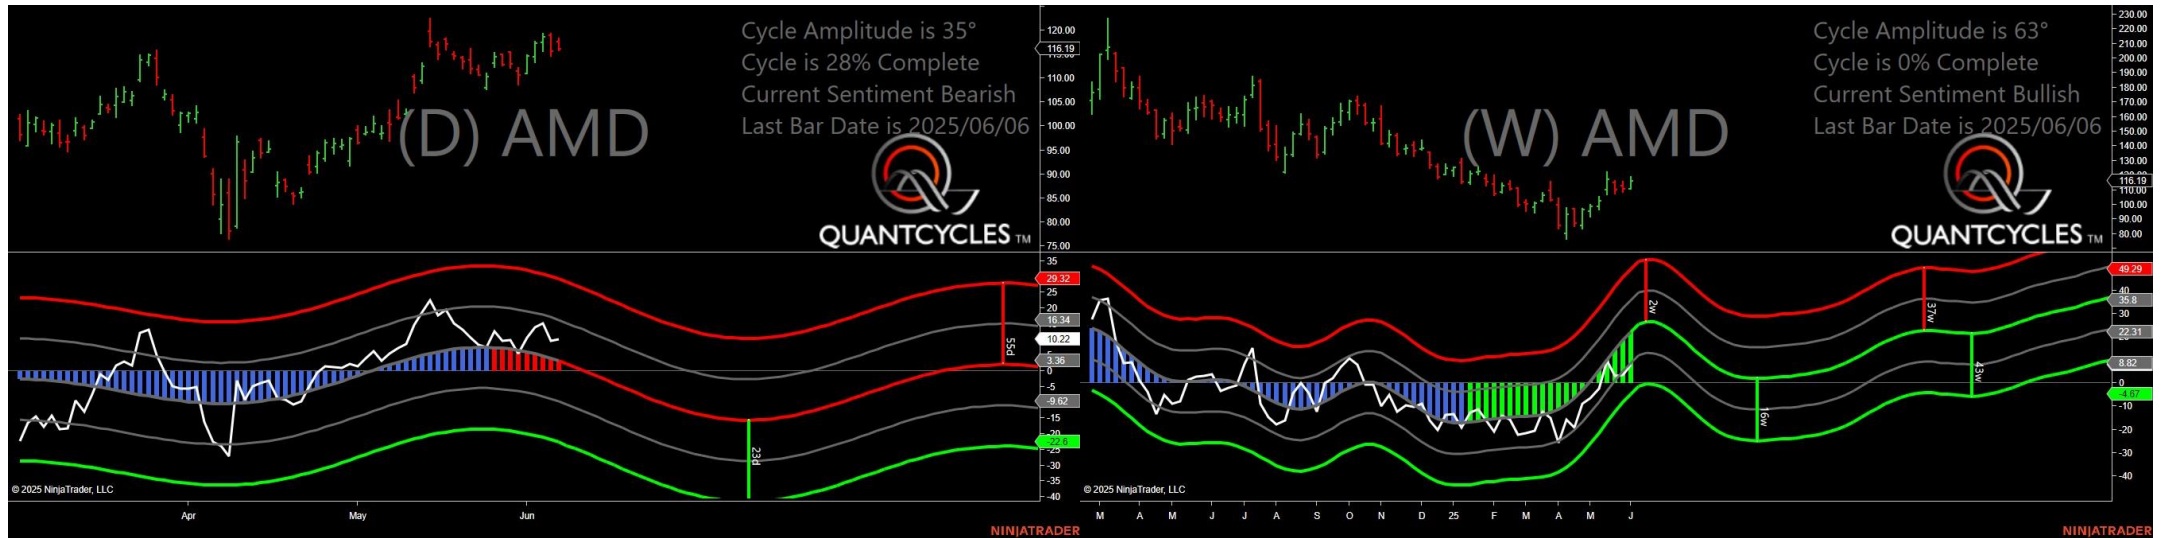 Cycle Amplitude is 35°
Cycle is 28% Complete
Current Sentiment Bearish
Last Bar Date is 2025/06/06
(D) AMD
QUANTCYCLES TM
120.00
116.19
110.00
105.00
100.00
95.00
90.00
85.00
80.00
75.00
35
29.32
25
20
16.34
10.22
5
3.36
0
-5
-9.62
-15
-20
-22.6
-25
-30
-35
-40
55d
23d
© 2025 NinjaTrader, LLC
Apr May Jun
NINJATRADER
Cycle Amplitude is 63°
Cycle is 0% Complete
Current Sentiment Bullish
Last Bar Date is 2025/06/06
(W) AMD
QUANTCYCLES TM
230.00
220.00
210.00
200.00
190.00
180.00
170.00
160.00
150.00
140.00
130.00
116.19
110.00
100.00
90.00
80.00
49.29
40
35.8
30
22.31
8.82
0
-4.67
-10
-20
-30
-40
2w
16w
37w
43w
© 2025 NinjaTrader, LLC
M A M J J A S O N D 25 F M A M J
NINJATRADER